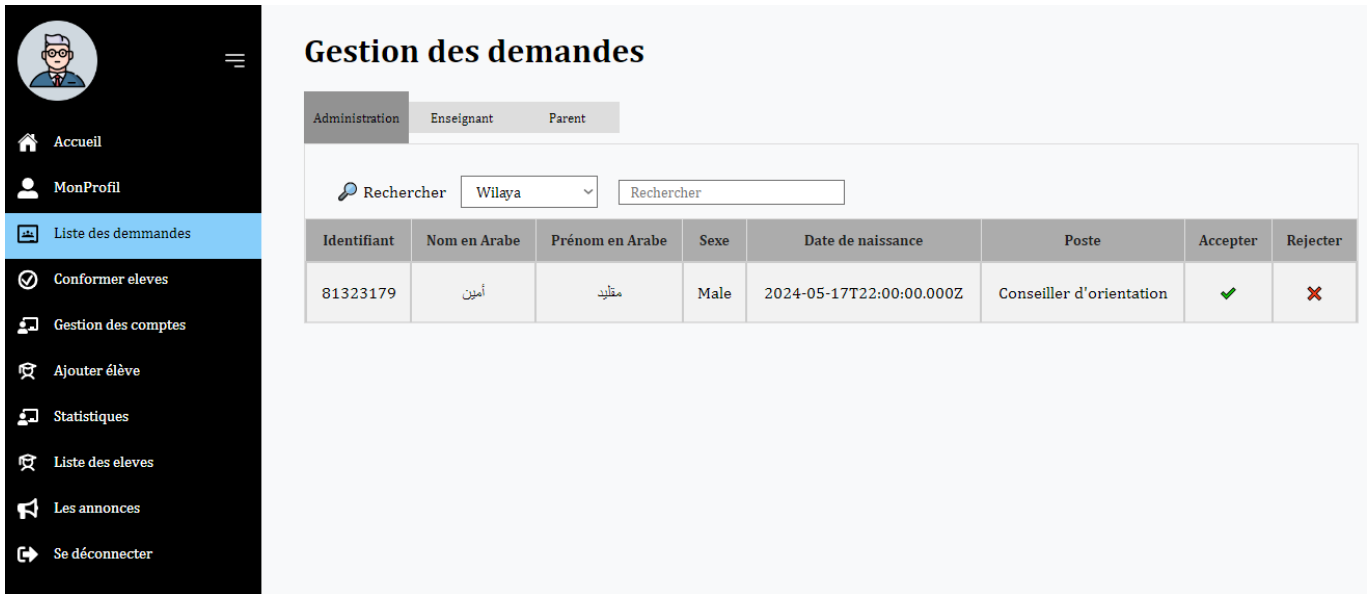 Accueil
MonProfil
Liste des demmandes
Conformer eleves
Gestion des comptes
Ajouter élève
Statistiques
Liste des eleves
Les annonces
Se déconnecter
Gestion des demandes
Administration Enseignant Parent
Rechercher Wilaya Rechercher
Identifiant Nom en Arabe Prénom en Arabe Sexe Date de naissance Poste Accepter Rejecter
81323179 أمين مقليد Male 2024-05-17T22:00:00.000Z Conseiller d'orientation